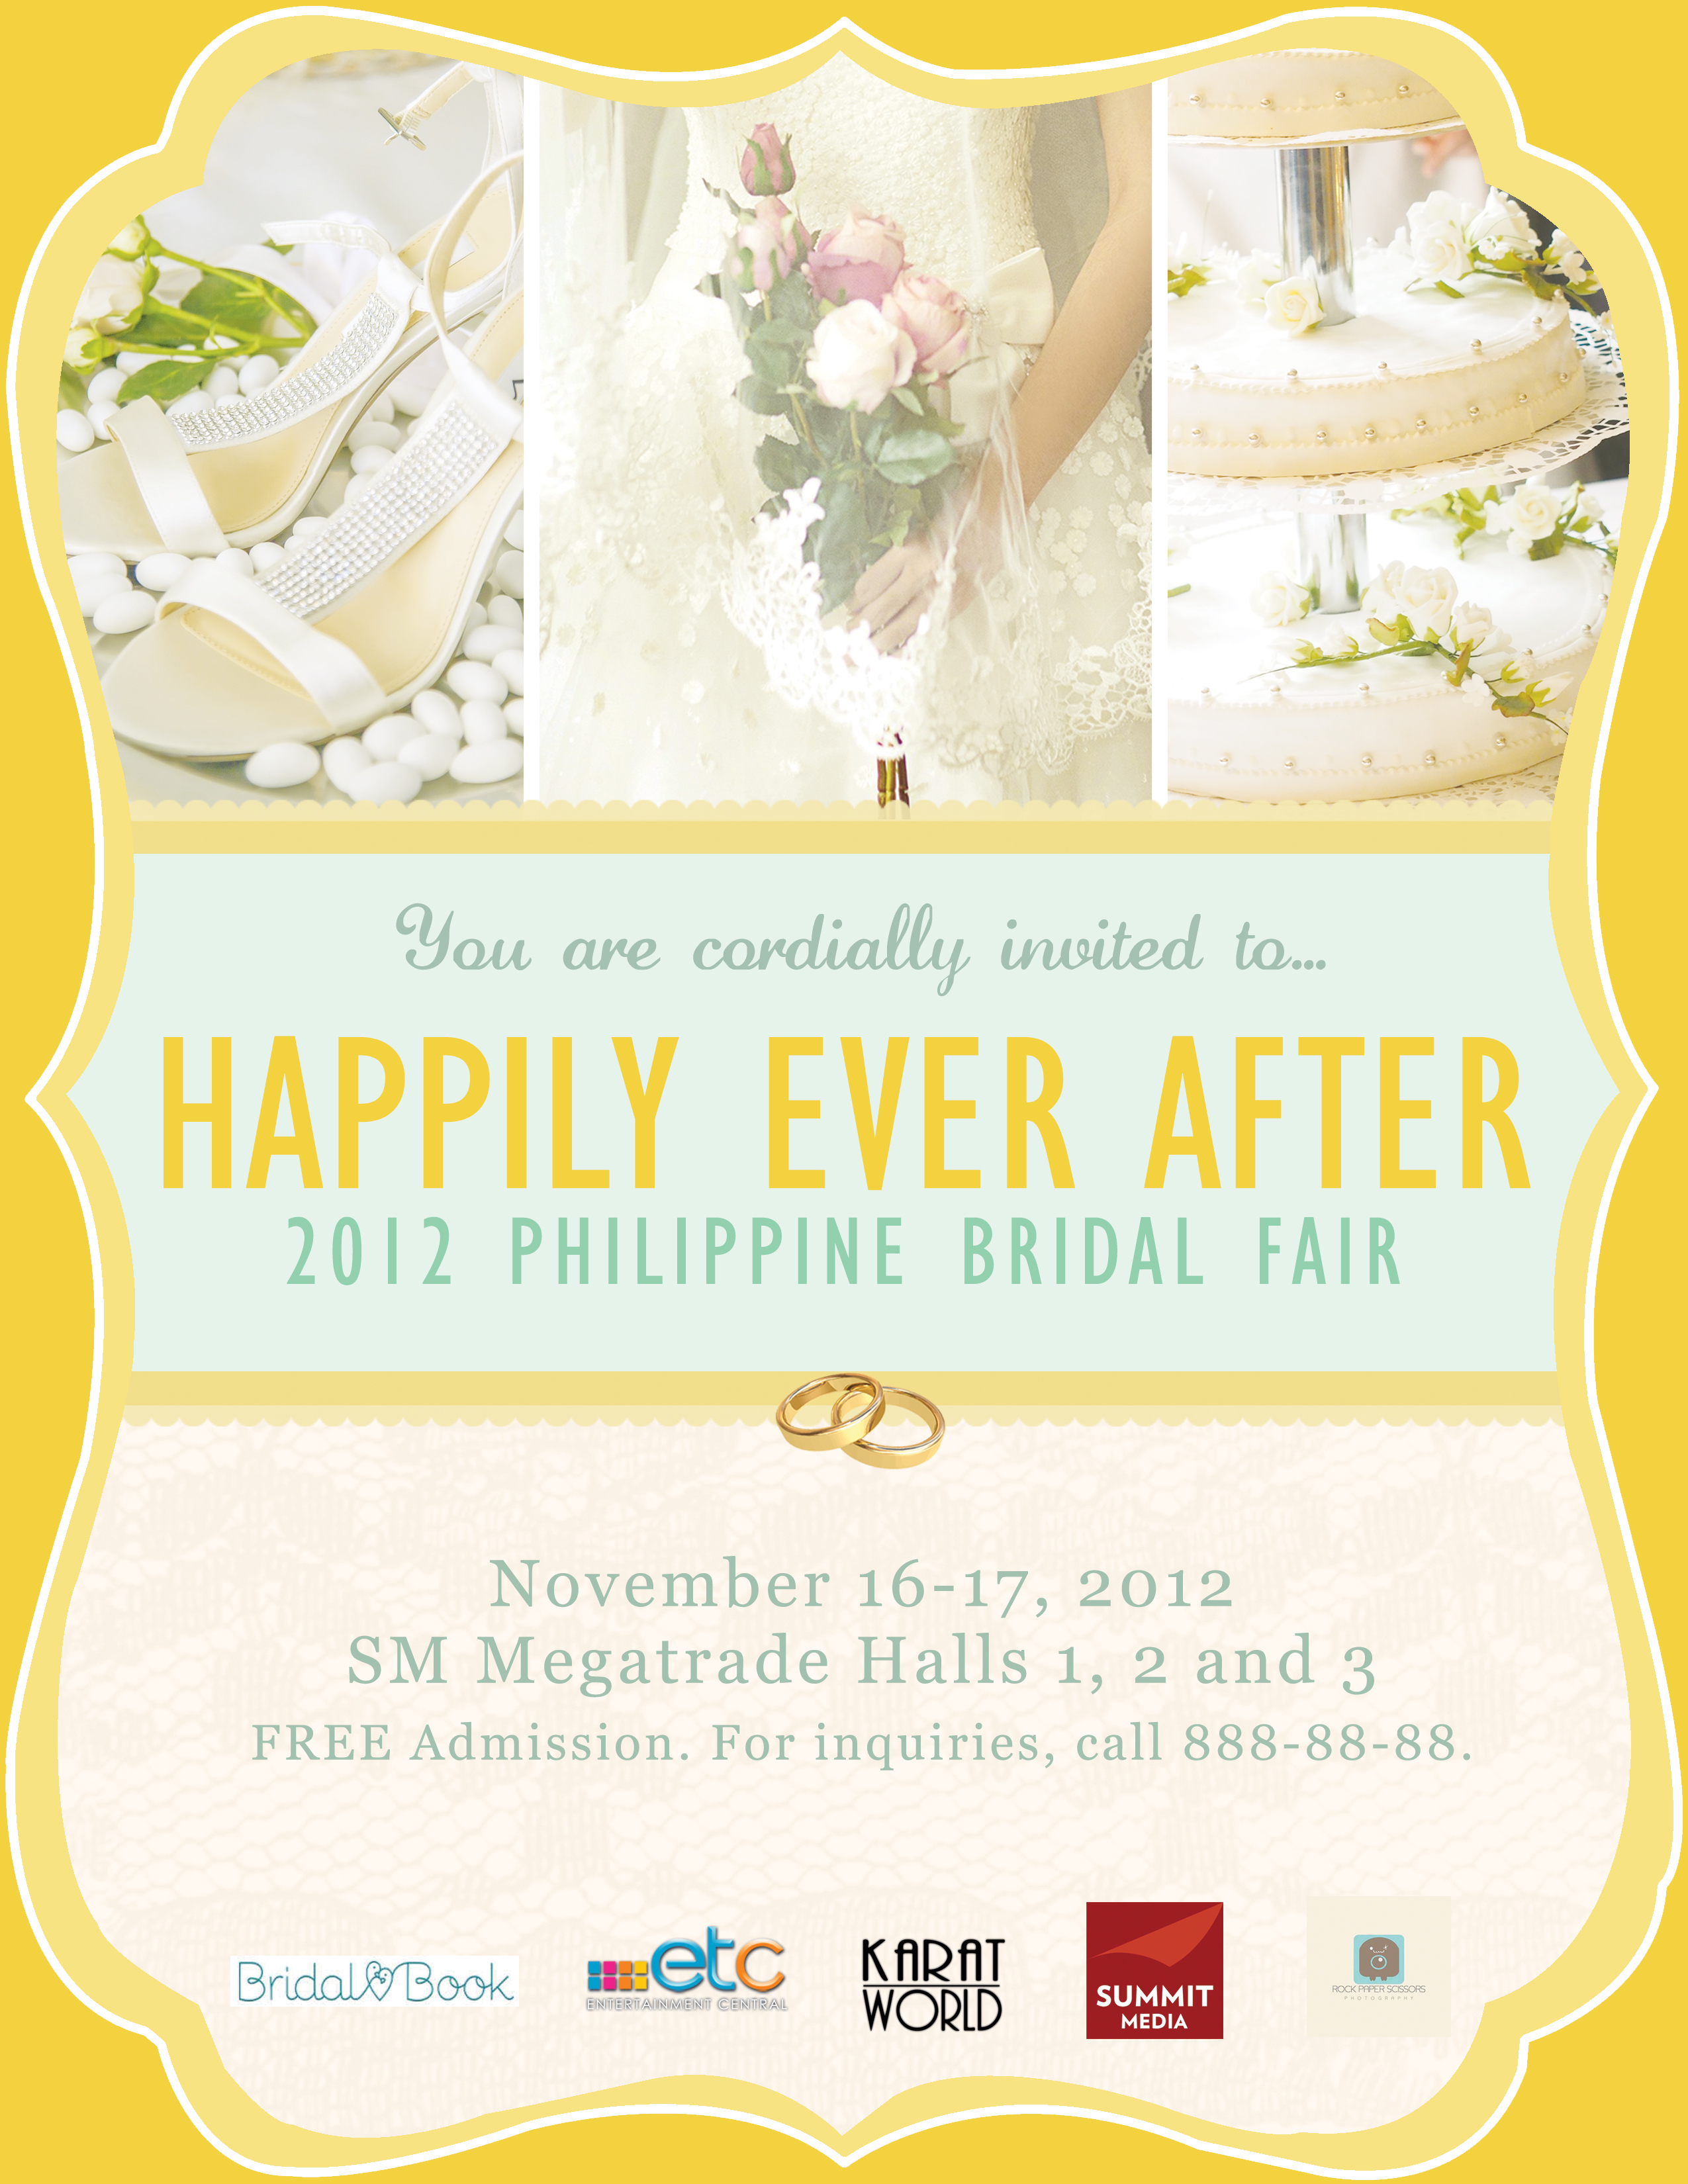 You are cordially invited to...
HAPPILY EVER AFTER
2012 PHILIPPINE BRIDAL FAIR
November 16-17, 2012
SM Megatrade Halls 1, 2 and 3
FREE Admission. For inquiries, call 888-88-88.
Bridal Book
etc
ENTERTAINMENT CENTRAL
KARAT
WORLD
SUMMIT
MEDIA
ROCK PAPER SCISSORS
PHOTOGRAPHY